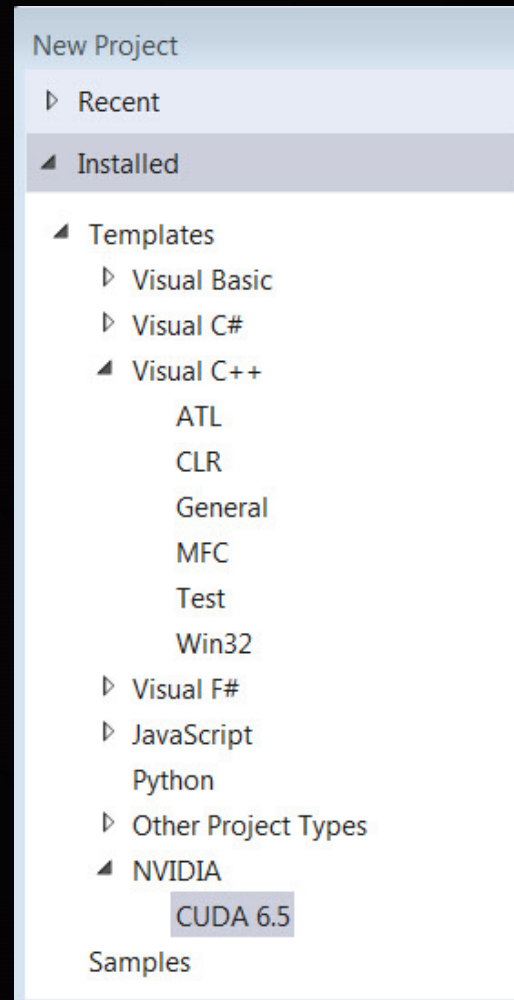 New Project
Recent
Installed
Templates
Visual Basic
Visual C#
Visual C++
ATL
CLR
General
MFC
Test
Win32
Visual F#
JavaScript
Python
Other Project Types
NVIDIA
CUDA 6.5
Samples